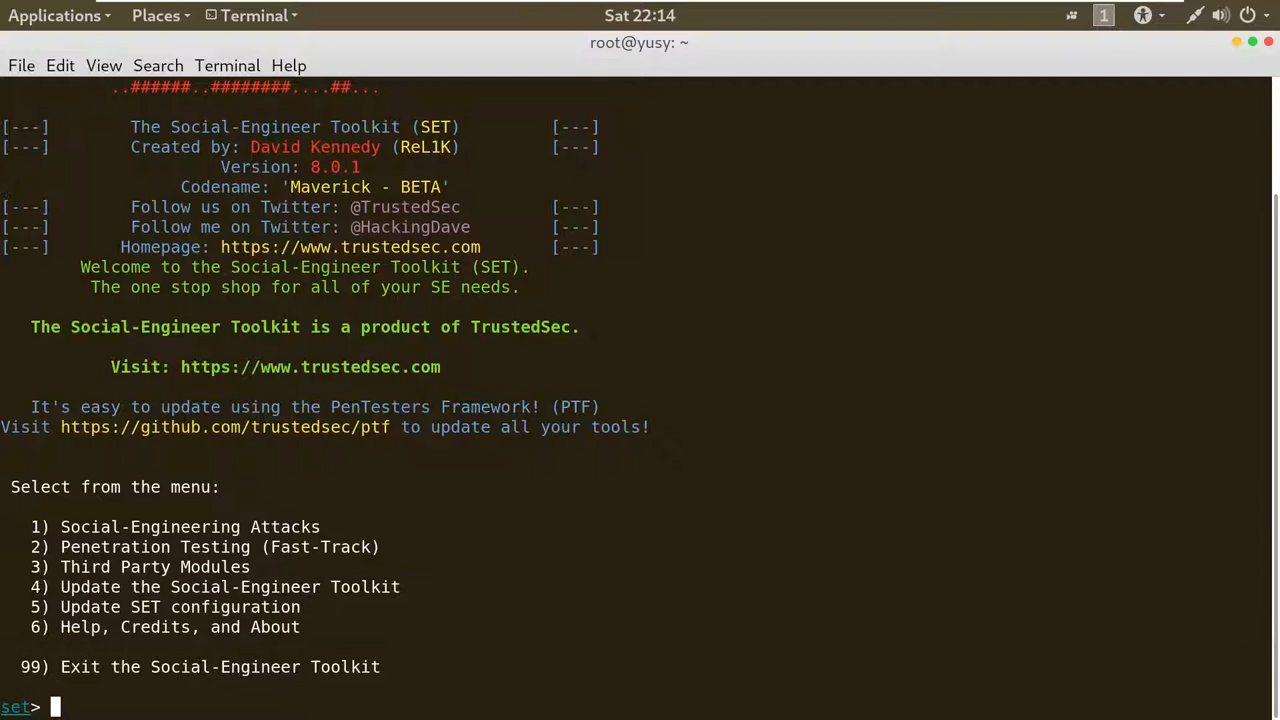 Applications Places Terminal Sat 22:14 1
root@yusy: ~
File Edit View Search Terminal Help
..######..########....##...
[---] The Social-Engineer Toolkit (SET) [---]
[---] Created by: David Kennedy (ReL1K) [---]
Version: 8.0.1
Codename: 'Maverick - BETA'
[---] Follow us on Twitter: @TrustedSec [---]
[---] Follow me on Twitter: @HackingDave [---]
[---] Homepage: https://www.trustedsec.com [---]
Welcome to the Social-Engineer Toolkit (SET).
The one stop shop for all of your SE needs.
The Social-Engineer Toolkit is a product of TrustedSec.
Visit: https://www.trustedsec.com
It's easy to update using the PenTesters Framework! (PTF)
Visit https://github.com/trustedsec/ptf to update all your tools!
Select from the menu:
1) Social-Engineering Attacks
2) Penetration Testing (Fast-Track)
3) Third Party Modules
4) Update the Social-Engineer Toolkit
5) Update SET configuration
6) Help, Credits, and About
99) Exit the Social-Engineer Toolkit
set>